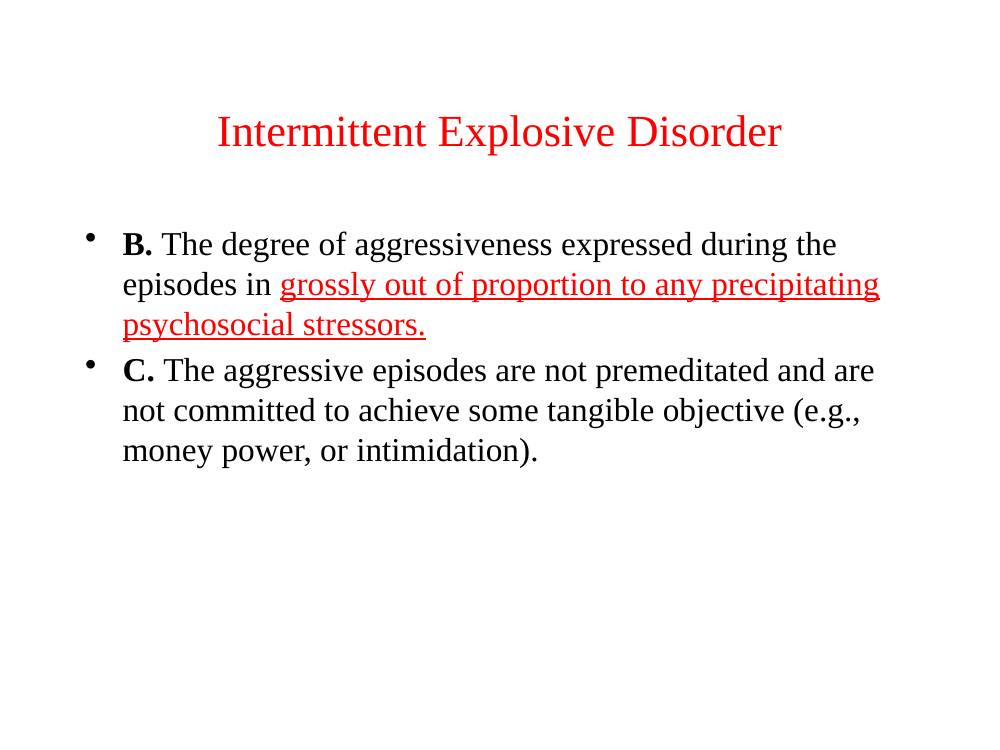 Intermittent Explosive Disorder
• B. The degree of aggressiveness expressed during the
episodes in grossly out of proportion to any precipitating
psychosocial stressors.
• C. The aggressive episodes are not premeditated and are
not committed to achieve some tangible objective (e.g.,
money power, or intimidation).